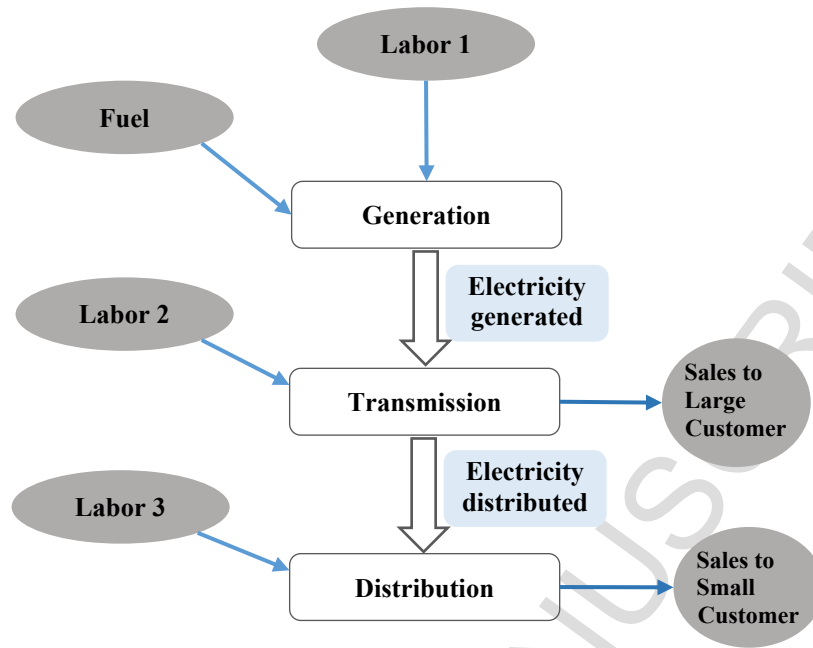 Labor 1
Fuel
Generation
Electricity
generated
Labor 2
Transmission
Sales to
Large
Customer
Electricity
distributed
Labor 3
Distribution
Sales to
Small
Customer